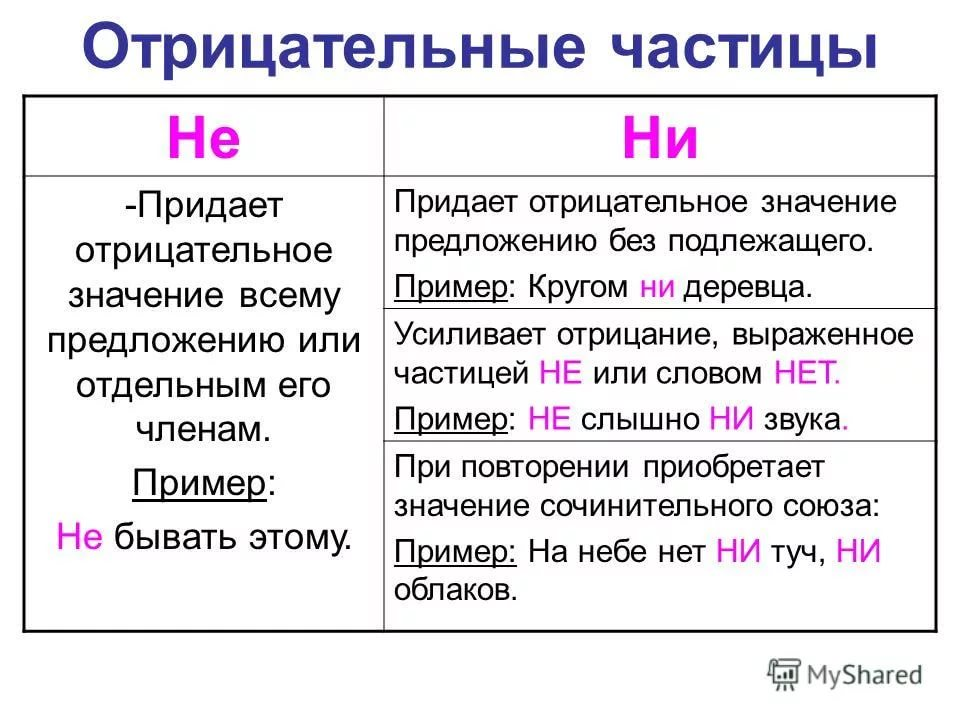 Отрицательные частицы
Не
Ни
-Придает
отрицательное
значение всему
предложению или
отдельным его
членам.
Пример:
Не бывать этому.
Придает отрицательное значение
предложению без подлежащего.
Пример: Кругом ни деревца.
Усиливает отрицание, выраженное
частицей НЕ или словом НЕТ.
Пример: НЕ слышно НИ звука.
При повторении приобретает
значение сочинительного союза:
Пример: На небе нет НИ туч, НИ
облаков.
MyShared